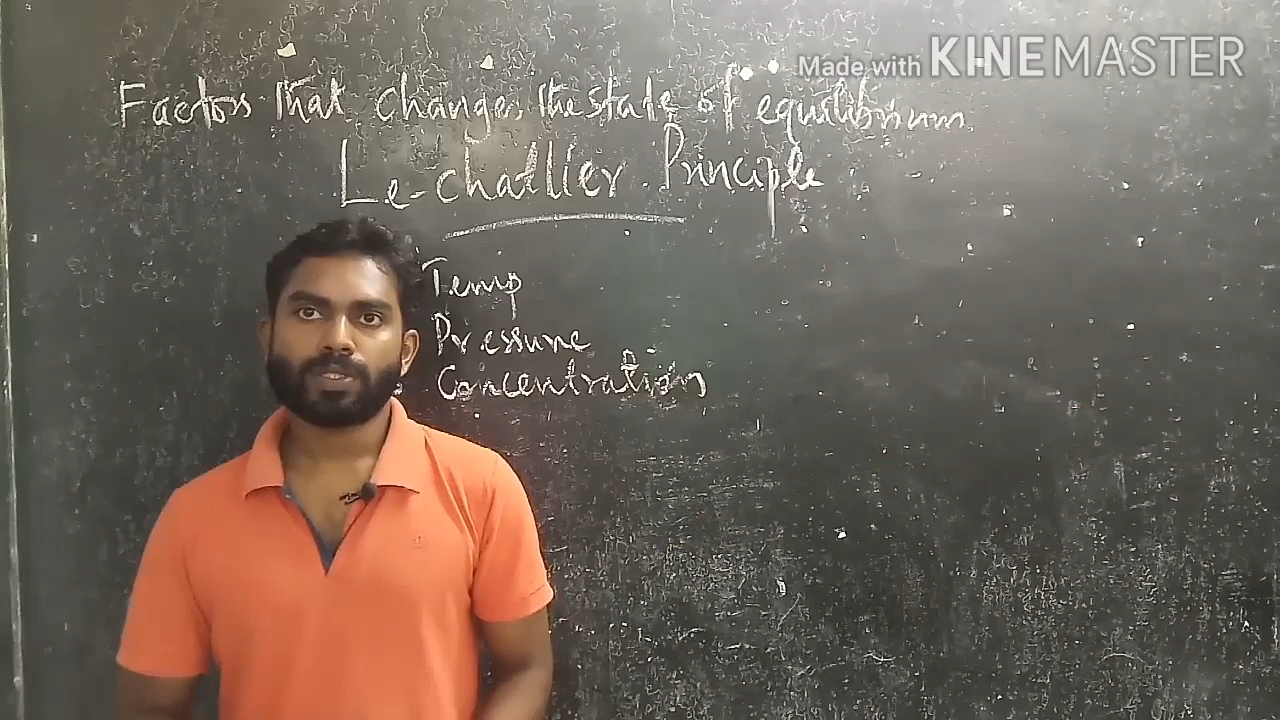 Made with KINEMASTER
Factors that changes the state of equilibrium
Le-chatlier Principle
Temp
Pressure
Concentration